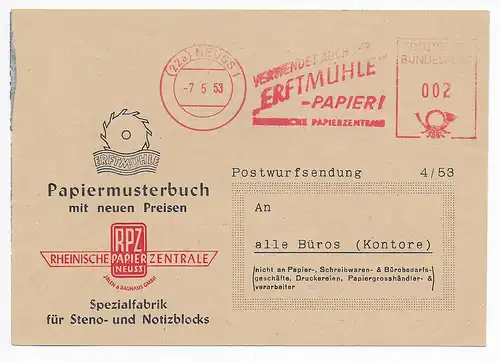 (22a) NEUSS 1
-7 5 53
VERWENDET AUCH
„ERFTMÜHLE"
-PAPIER!
RHEINISCHE PAPIERZENTRALE
DEUTSCHE
BUNDESPOST
002
ERFTMÜHLE
Papiermusterbuch
mit neuen Preisen
RPZ
RHEINISCHE PAPIER ZENTRALE
NEUSS
Spezialfabrik
für Steno- und Notizblocks
Postwurfsendung 4/53
An
alle Büros (Kontore)
(nicht an Papier-, Schreibwaren- & Bürobedarfs-
geschäfte, Druckereien, Papiergrosshändler- &
verarbeiter)